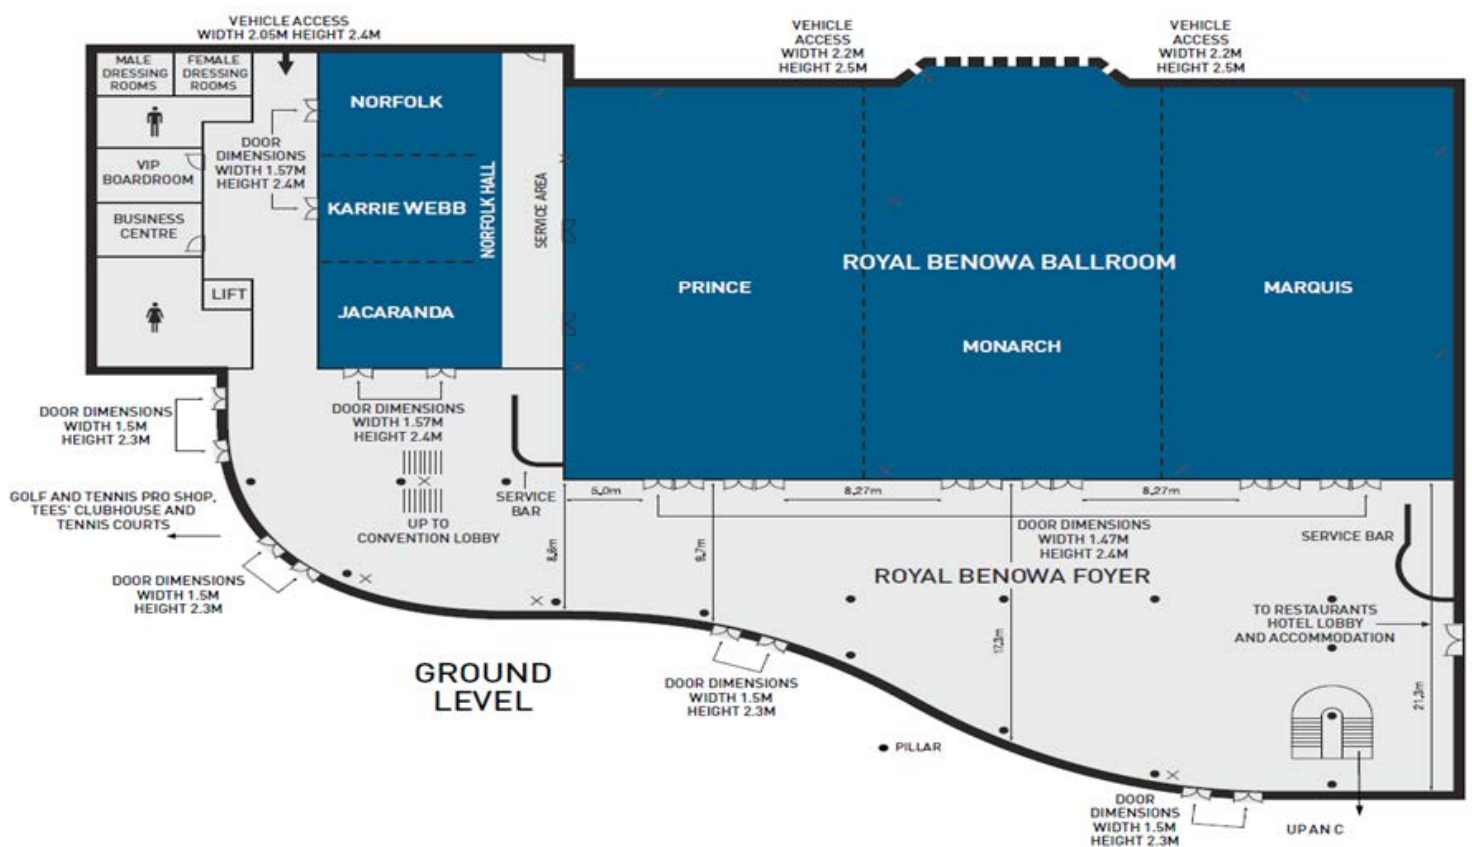 VEHICLE ACCESS
WIDTH 2.05M HEIGHT 2.4M
VEHICLE
ACCESS
WIDTH 2.2M
HEIGHT 2.5M
VEHICLE
ACCESS
WIDTH 2.2M
HEIGHT 2.5M
MALE
DRESSING
ROOMS
FEMALE
DRESSING
ROOMS
NORFOLK
DOOR
DIMENSIONS
WIDTH 1.57M
HEIGHT 2.4M
VIP
BOARDROOM
KARRIE WEBB
NORFOLK HALL
SERVICE AREA
BUSINESS
CENTRE
ROYAL BENOWA BALLROOM
PRINCE
MARQUIS
LIFT
JACARANDA
MONARCH
DOOR DIMENSIONS
WIDTH 1.5M
HEIGHT 2.3M
DOOR DIMENSIONS
WIDTH 1.57M
HEIGHT 2.4M
GOLF AND TENNIS PRO SHOP,
TEES' CLUBHOUSE AND
TENNIS COURTS
SERVICE
BAR
5.0m
8.27m
8.27m
UP TO
CONVENTION LOBBY
DOOR DIMENSIONS
WIDTH 1.47M
HEIGHT 2.4M
SERVICE BAR
8.8m
9.7m
ROYAL BENOWA FOYER
DOOR DIMENSIONS
WIDTH 1.5M
HEIGHT 2.3M
TO RESTAURANTS
HOTEL LOBBY
AND ACCOMMODATION
17.3m
21.3m
GROUND
LEVEL
DOOR DIMENSIONS
WIDTH 1.5M
HEIGHT 2.3M
PILLAR
DOOR
DIMENSIONS
WIDTH 1.5M
HEIGHT 2.3M
UP AN C